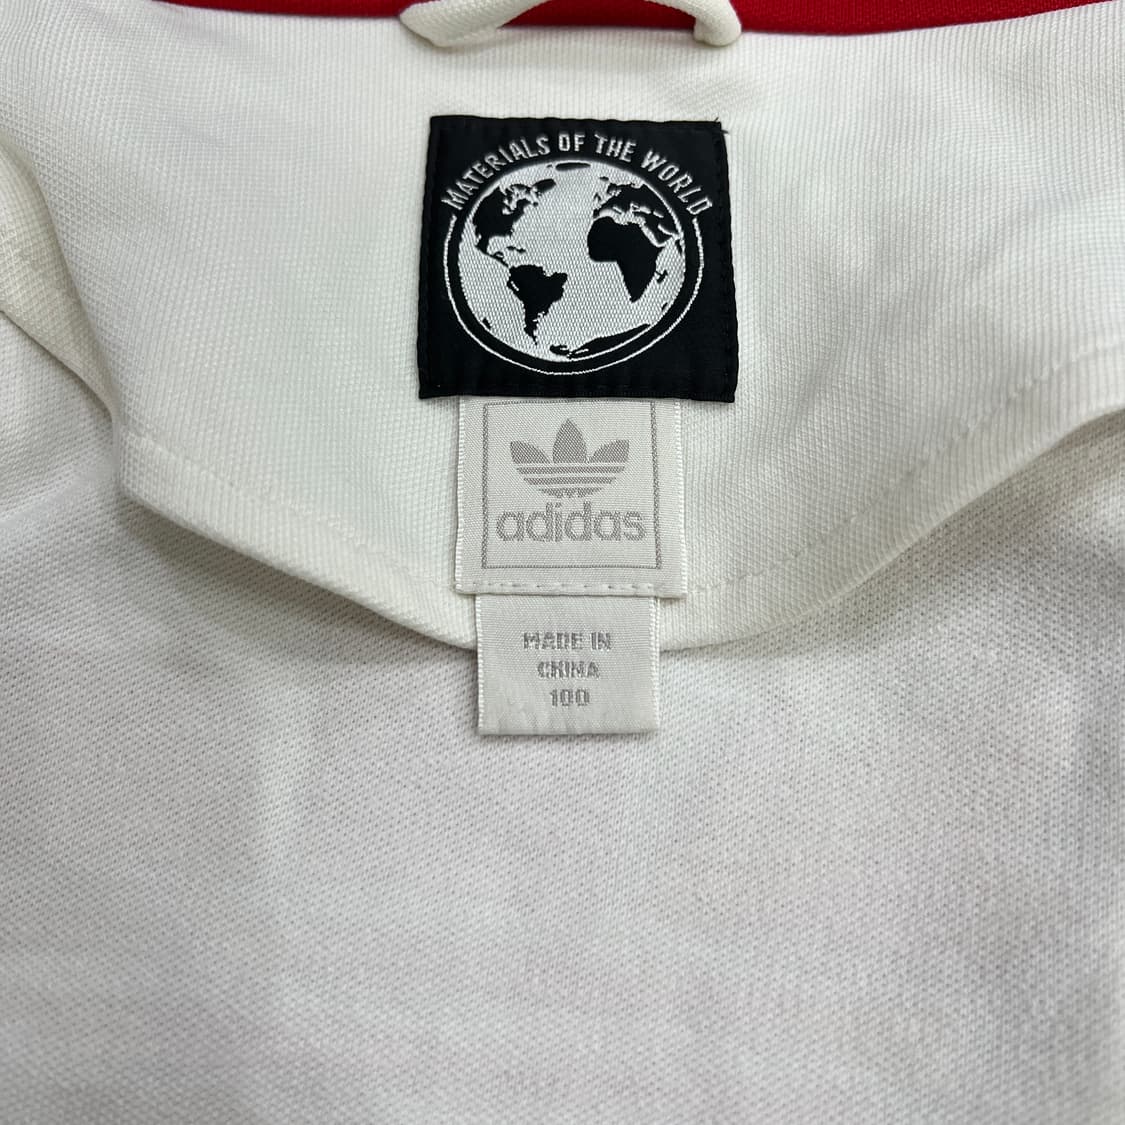 MATERIALS OF THE WORLD
adidas
MADE IN
CHINA
100